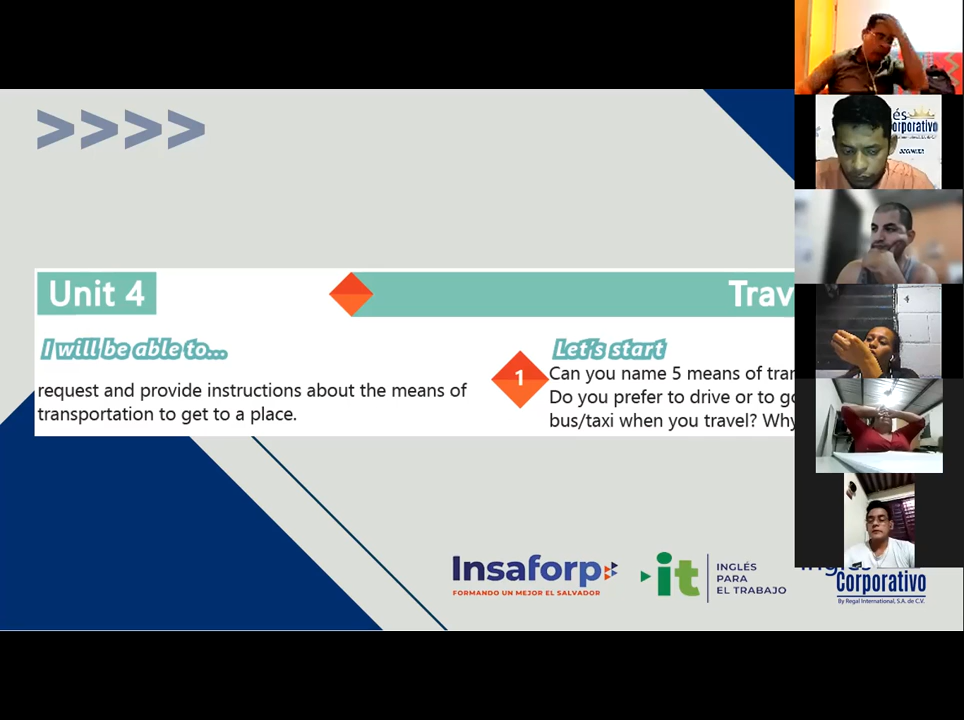 >>>>
Unit 4
Trav
I will be able to...
request and provide instructions about the means of
transportation to get to a place.
Let's start
1
Can you name 5 means of tran
Do you prefer to drive or to go
bus/taxi when you travel? Why
Insaforp
FORMANDO UN MEJOR EL SALVADOR
it
INGLÉS
PARA
EL TRABAJO
Corporativo
By Regal International, S.A. de C.V.
és
orporativo